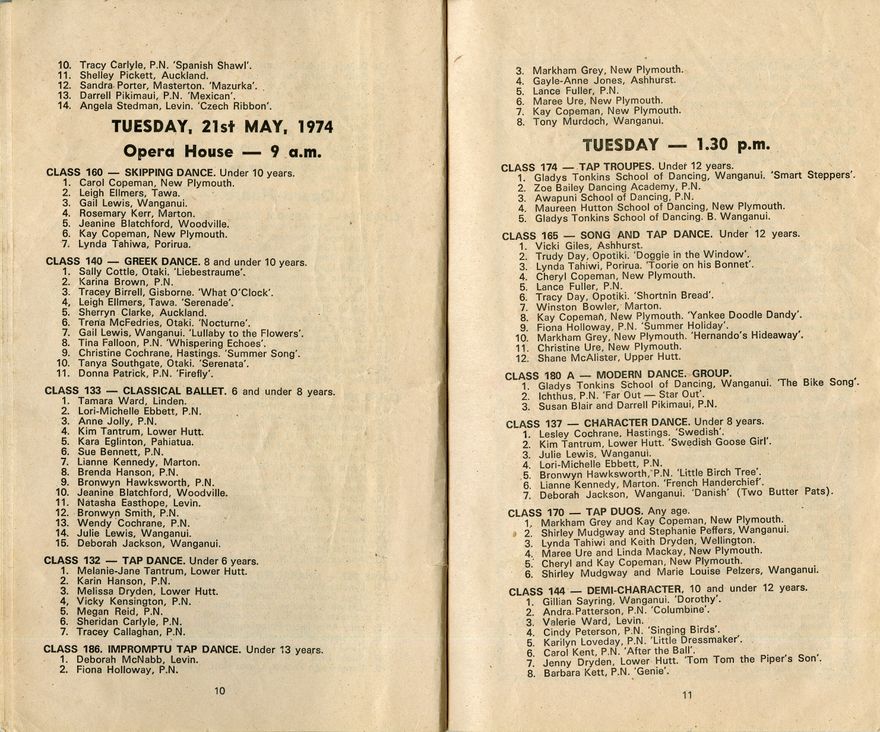 10. Tracy Carlyle, P.N. 'Spanish Shawl'.
11. Shelley Pickett, Auckland.
12. Sandra Porter, Masterton. 'Mazurka'.
13. Darrell Pikimaui, P.N. 'Mexican'.
14. Angela Stedman, Levin. 'Czech Ribbon'.
TUESDAY, 21st MAY, 1974
Opera House — 9 a.m.
CLASS 160 — SKIPPING DANCE. Under 10 years.
1. Carol Copeman, New Plymouth.
2. Leigh Ellmers, Tawa.
3. Gail Lewis, Wanganui.
4. Rosemary Kerr, Marton.
5. Jeanine Blatchford, Woodville.
6. Kay Copeman, New Plymouth.
7. Lynda Tahiwa, Porirua.
CLASS 140 — GREEK DANCE. 8 and under 10 years.
1. Sally Cottle, Otaki. 'Liebestraume'.
2. Karina Brown, P.N.
3. Tracey Birrell, Gisborne. 'What O'Clock'.
4, Leigh Ellmers, Tawa. 'Serenade'.
5. Sherryn Clarke, Auckland.
6. Trena McFedries, Otaki. 'Nocturne'.
7. Gail Lewis, Wanganui. 'Lullaby to the Flowers'.
8. Tina Falloon, P.N. 'Whispering Echoes'.
9. Christine Cochrane, Hastings. 'Summer Song'.
10. Tanya Southgate, Otaki. 'Serenata'.
11. Donna Patrick, P.N. 'Firefly'.
CLASS 133 — CLASSICAL BALLET. 6 and under 8 years.
1. Tamara Ward, Linden.
2. Lori-Michelle Ebbett, P.N.
3. Anne Jolly, P.N.
4. Kim Tantrum, Lower Hutt.
5. Kara Eglinton, Pahiatua.
6. Sue Bennett, P.N.
7. Lianne Kennedy, Marton.
8. Brenda Hanson, P.N.
9. Bronwyn Hawksworth, P.N.
10. Jeanine Blatchford, Woodville.
11. Natasha Easthope, Levin.
12. Bronwyn Smith, P.N.
13. Wendy Cochrane, P.N.
14. Julie Lewis, Wanganui.
15. Deborah Jackson, Wanganui.
CLASS 132 — TAP DANCE. Under 6 years.
1. Melanie-Jane Tantrum, Lower Hutt.
2. Karin Hanson, P.N.
3. Melissa Dryden, Lower Hutt.
4, Vicky Kensington, P.N.
5. Megan Reid, P.N.
6. Sheridan Carlyle, P.N.
7. Tracey Callaghan, P.N.
CLASS 186. IMPROMPTU TAP DANCE. Under 13 years.
1. Deborah McNabb, Levin.
2. Fiona Holloway, P.N.
10
3. Markham Grey, New Plymouth.
4. Gayle-Anne Jones, Ashhurst.
5. Lance Fuller, P.N.
6. Maree Ure, New Plymouth.
7. Kay Copeman, New Plymouth.
8. Tony Murdoch, Wanganui.
TUESDAY — 1.30 p.m.
CLASS 174 — TAP TROUPES. Under 12 years.
1. Gladys Tonkins School of Dancing, Wanganui. 'Smart Steppers'.
2. Zoe Bailey Dancing Academy, P.N.
3. Awapuni School of Dancing, P.N.
4. Maureen Hutton School of Dancing, New Plymouth.
5. Gladys Tonkins School of Dancing. B. Wanganui.
CLASS 165 — SONG AND TAP DANCE. Under 12 years.
1. Vicki Giles, Ashhurst.
2. Trudy Day, Opotiki. 'Doggie in the Window'.
3. Lynda Tahiwi, Porirua. 'Toorie on his Bonnet'.
4. Cheryl Copeman, New Plymouth.
5. Lance Fuller, P.N.
6. Tracy Day, Opotiki. 'Shortnin Bread'.
7. Winston Bowler, Marton.
8. Kay Copeman, New Plymouth. 'Yankee Doodle Dandy'.
9. Fiona Holloway, P.N. 'Summer Holiday'.
10. Markham Grey, New Plymouth. 'Hernando's Hideaway'.
11. Christine Ure, New Plymouth.
12. Shane McAlister, Upper Hutt.
CLASS 180 A — MODERN DANCE. GROUP.
1. Gladys Tonkins School of Dancing, Wanganui. 'The Bike Song'.
2. Ichthus, P.N. 'Far Out — Star Out'.
3. Susan Blair and Darrell Pikimaui, P.N.
CLASS 137 — CHARACTER DANCE. Under 8 years.
1. Lesley Cochrane, Hastings. 'Swedish'.
2. Kim Tantrum, Lower Hutt. 'Swedish Goose Girl'.
3. Julie Lewis, Wanganui.
4. Lori-Michelle Ebbett, P.N.
5. Bronwyn Hawksworth, P.N. 'Little Birch Tree'.
6. Lianne Kennedy, Marton. 'French Handerchief'.
7. Deborah Jackson, Wanganui. 'Danish' (Two Butter Pats).
CLASS 170 — TAP DUOS. Any age.
1, Markham Grey and Kay Copeman, New Plymouth.
2. Shirley Mudgway and Stephanie Peffers, Wanganui.
3. Lynda Tahiwi and Keith Dryden, Wellington.
4. Maree Ure and Linda Mackay, New Plymouth.
5. Cheryl and Kay Copeman, New Plymouth.
6. Shirley Mudgway and Marie Louise Pelzers, Wanganui.
CLASS 144 — DEMI-CHARACTER, 10 and under 12 years.
1. Gillian Sayring, Wanganui. 'Dorothy'.
2. Andra Patterson, P.N. 'Columbine'.
3. Valerie Ward, Levin.
4. Cindy Peterson, P.N. 'Singing Birds'.
5. Karilyn Loveday, P.N. 'Little Dressmaker'.
6. Carol Kent, P.N. 'After the Ball'.
7. Jenny Dryden, Lower Hutt. 'Tom Tom the Piper's Son'.
8. Barbara Kett, P.N. 'Genie'.
11